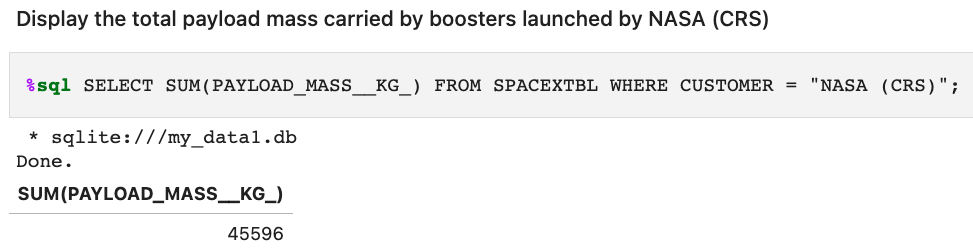 Display the total payload mass carried by boosters launched by NASA (CRS)
%sql SELECT SUM(PAYLOAD_MASS__KG_) FROM SPACEXTBL WHERE CUSTOMER = "NASA (CRS)";
* sqlite:///my_data1.db
Done.
SUM(PAYLOAD_MASS__KG_)
45596